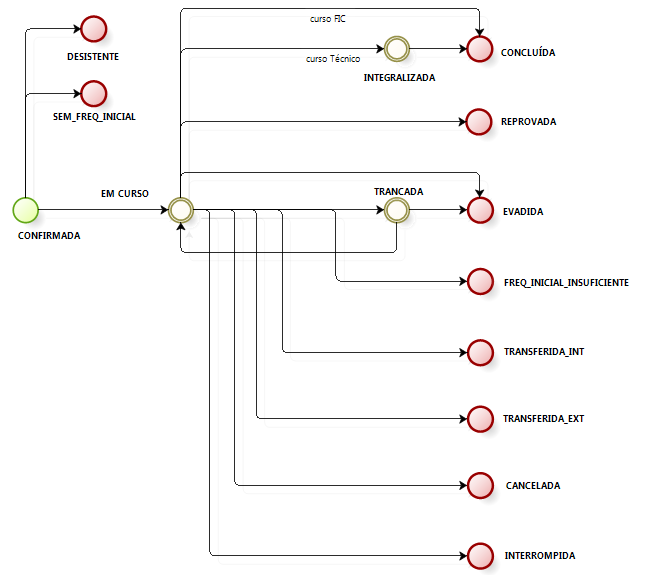 curso FIC
DESISTENTE
CONCLUÍDA
curso Técnico
INTEGRALIZADA
SEM_FREQ_INICIAL
REPROVADA
EM CURSO
TRANCADA
EVADIDA
CONFIRMADA
FREQ_INICIAL_INSUFICIENTE
TRANSFERIDA_INT
TRANSFERIDA_EXT
CANCELADA
INTERROMPIDA